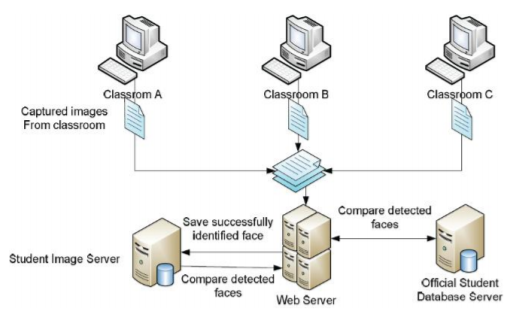 Classrom A
Classroom B
Classroom C
Captured images
From classroom
Save successfully
identified face
Compare detected
faces
Student Image Server
Compare detected
faces
Web Server
Official Student
Database Server